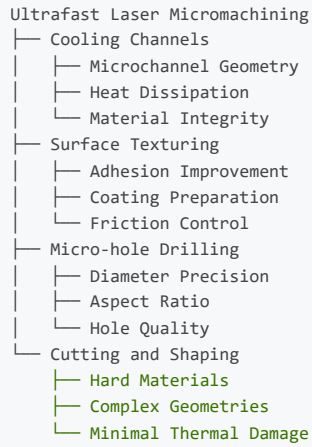 Ultrafast Laser Micromachining
├── Cooling Channels
│   ├── Microchannel Geometry
│   ├── Heat Dissipation
│   └── Material Integrity
├── Surface Texturing
│   ├── Adhesion Improvement
│   ├── Coating Preparation
│   └── Friction Control
├── Micro-hole Drilling
│   ├── Diameter Precision
│   ├── Aspect Ratio
│   └── Hole Quality
└── Cutting and Shaping
    ├── Hard Materials
    ├── Complex Geometries
    └── Minimal Thermal Damage